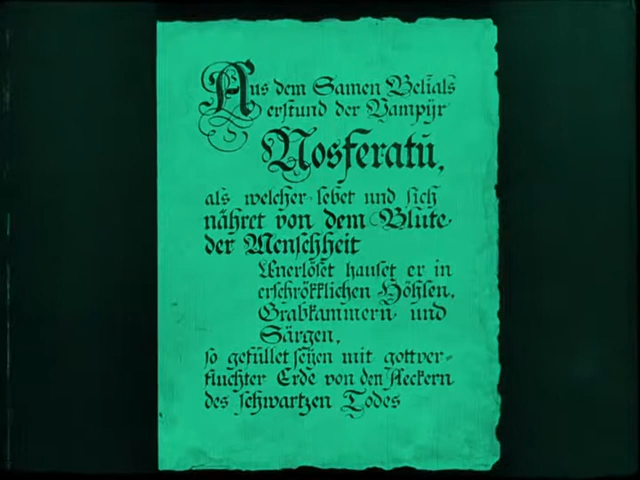 Aus dem Samen Belials
erstund der Vampyr
Nosferatu,
als welcher lebet und sich
nähret von dem Blute
der Menschheit
Unerlöset hauset er in
erschrökklichen Höhlen,
Grabkammern und
Särgen,
so gefüllet seyen mit gottver-
fluchter Erde von den Aeckern
des schwartzen Todes